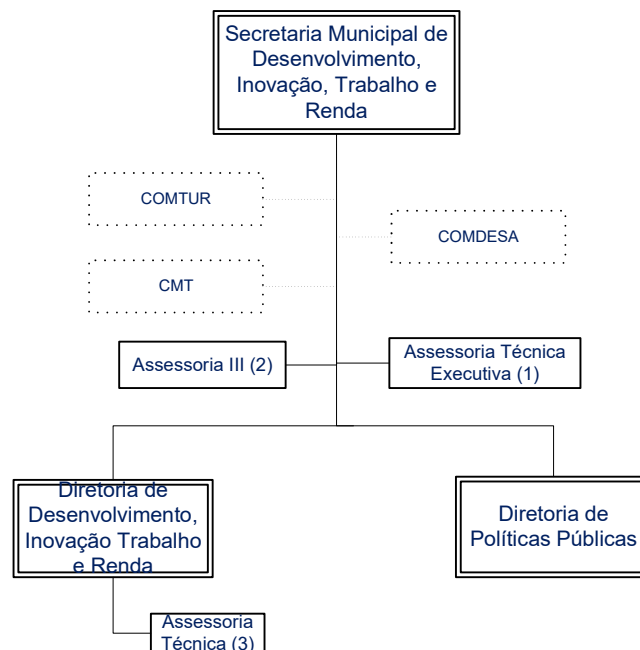 Secretaria Municipal de
Desenvolvimento,
Inovação, Trabalho e
Renda
COMTUR
COMDESA
CMT
Assessoria III (2)
Assessoria Técnica
Executiva (1)
Diretoria de
Desenvolvimento,
Inovação Trabalho
e Renda
Diretoria de
Políticas Públicas
Assessoria
Técnica (3)